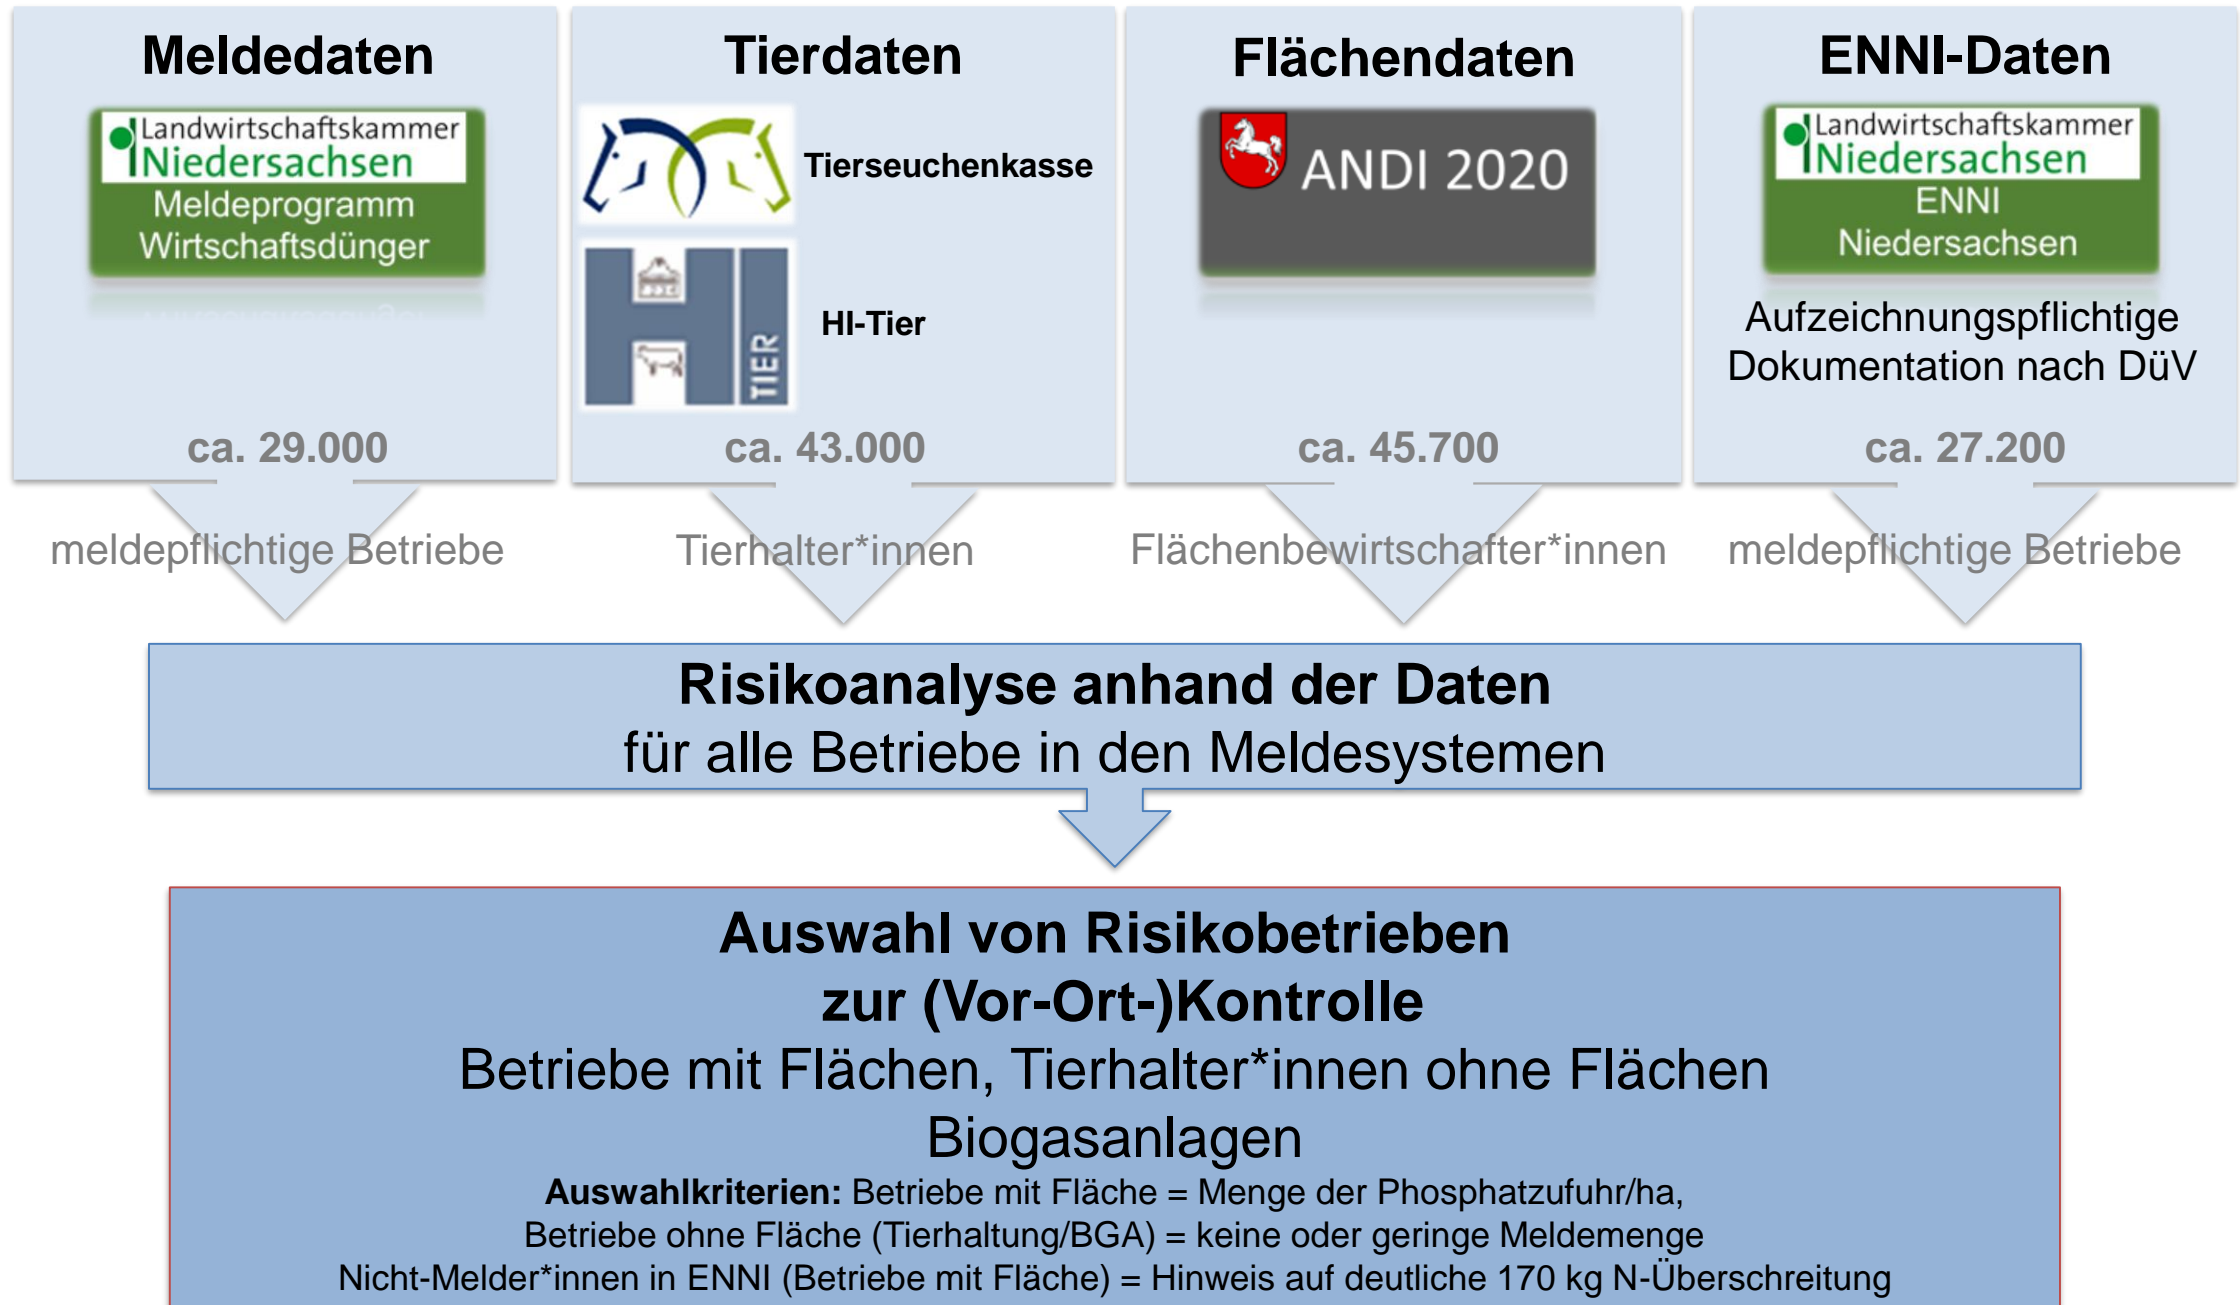 Meldedaten
Landwirtschaftskammer
Niedersachsen
Meldeprogramm
Wirtschaftsdünger
ca. 29.000
meldepflichtige Betriebe
Tierdaten
Tierseuchenkasse
HI-Tier
HI
TIER
ca. 43.000
Tierhalter*innen
Flächendaten
ANDI 2020
ca. 45.700
Flächenbewirtschafter*innen
ENNI-Daten
Landwirtschaftskammer
Niedersachsen
ENNI
Niedersachsen
Aufzeichnungspflichtige
Dokumentation nach DüV
ca. 27.200
meldepflichtige Betriebe
Risikoanalyse anhand der Daten
für alle Betriebe in den Meldesystemen
Auswahl von Risikobetrieben
zur (Vor-Ort-)Kontrolle
Betriebe mit Flächen, Tierhalter*innen ohne Flächen
Biogasanlagen
Auswahlkriterien: Betriebe mit Fläche = Menge der Phosphatzufuhr/ha,
Betriebe ohne Fläche (Tierhaltung/BGA) = keine oder geringe Meldemenge
Nicht-Melder*innen in ENNI (Betriebe mit Fläche) = Hinweis auf deutliche 170 kg N-Überschreitung